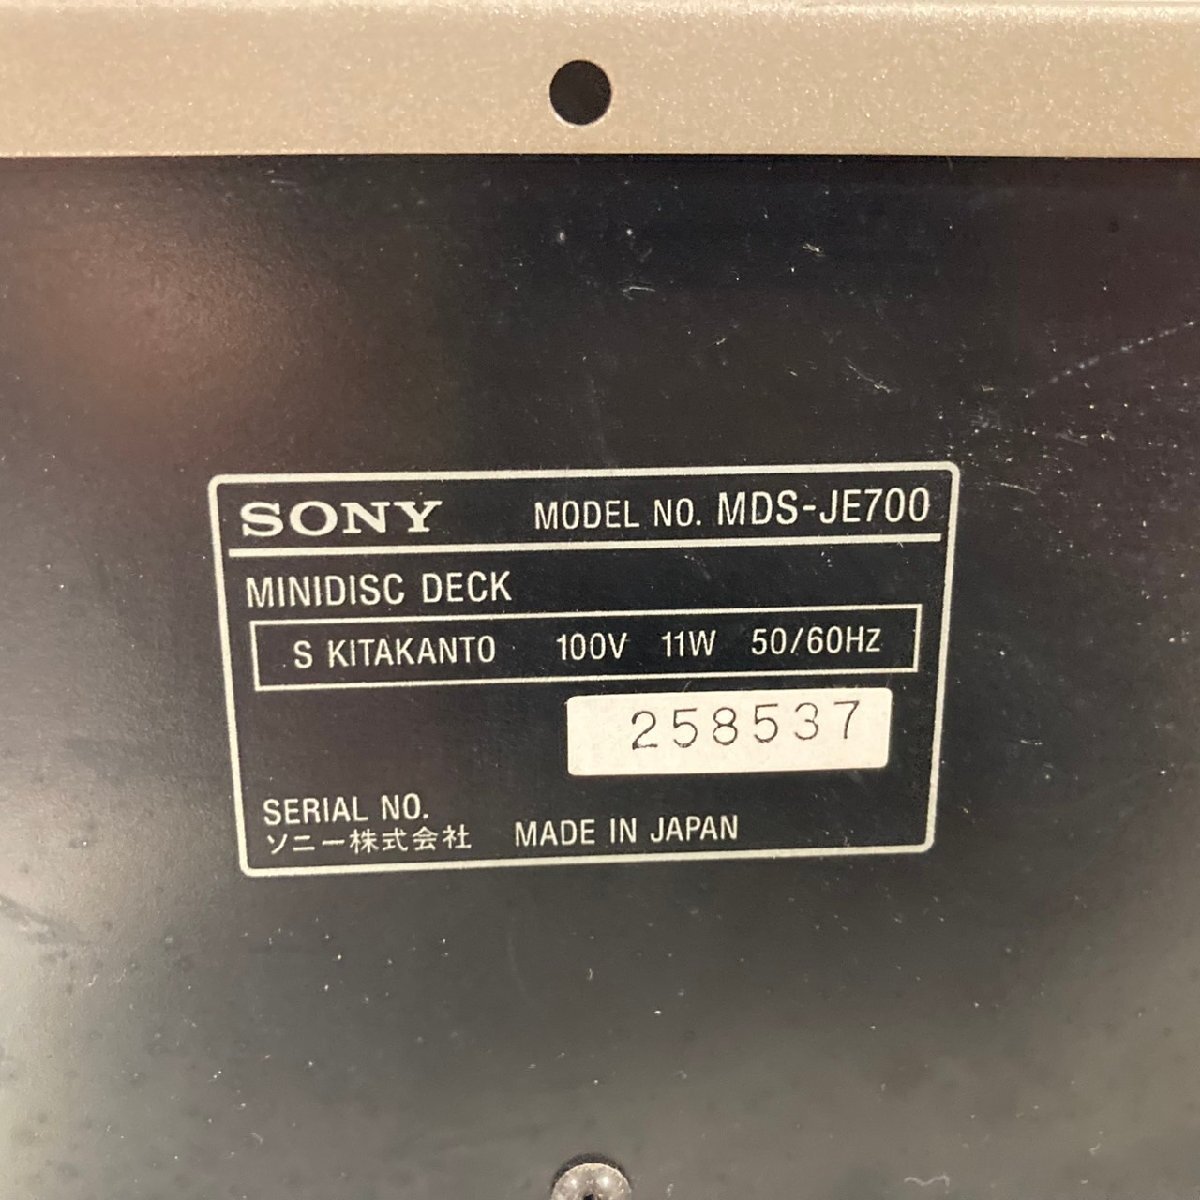 SONY MODEL NO. MDS-JE700
MINIDISC DECK
S KITAKANTO 100V 11W 50/60Hz
258537
SERIAL NO.
ソニー株式会社 MADE IN JAPAN